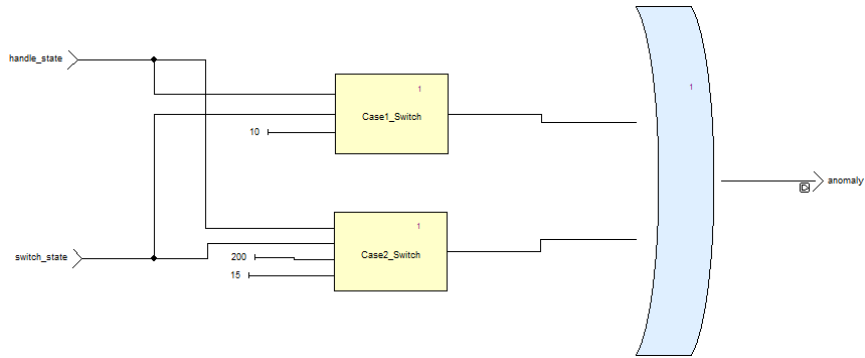 handle_state
1
Case1_Switch
10
1
anomaly
switch_state
1
Case2_Switch
200
15